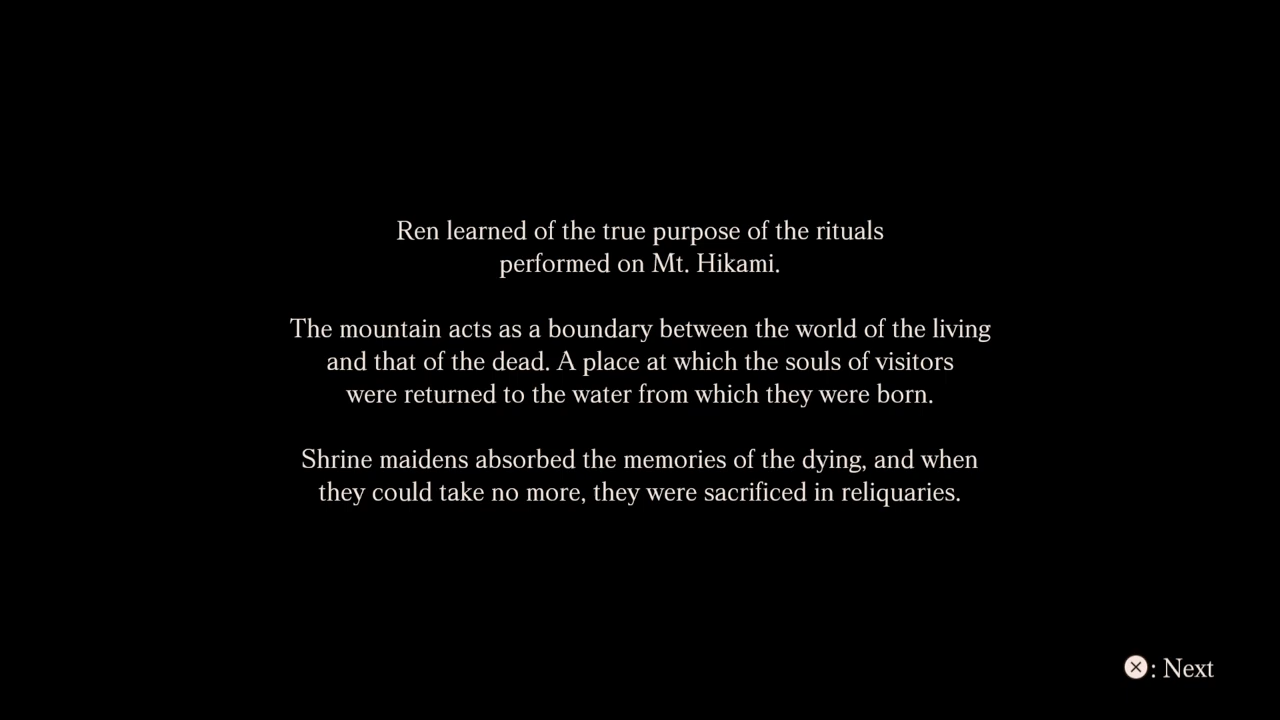 Ren learned of the true purpose of the rituals
performed on Mt. Hikami.
The mountain acts as a boundary between the world of the living
and that of the dead. A place at which the souls of visitors
were returned to the water from which they were born.
Shrine maidens absorbed the memories of the dying, and when
they could take no more, they were sacrificed in reliquaries.
ⓧ: Next